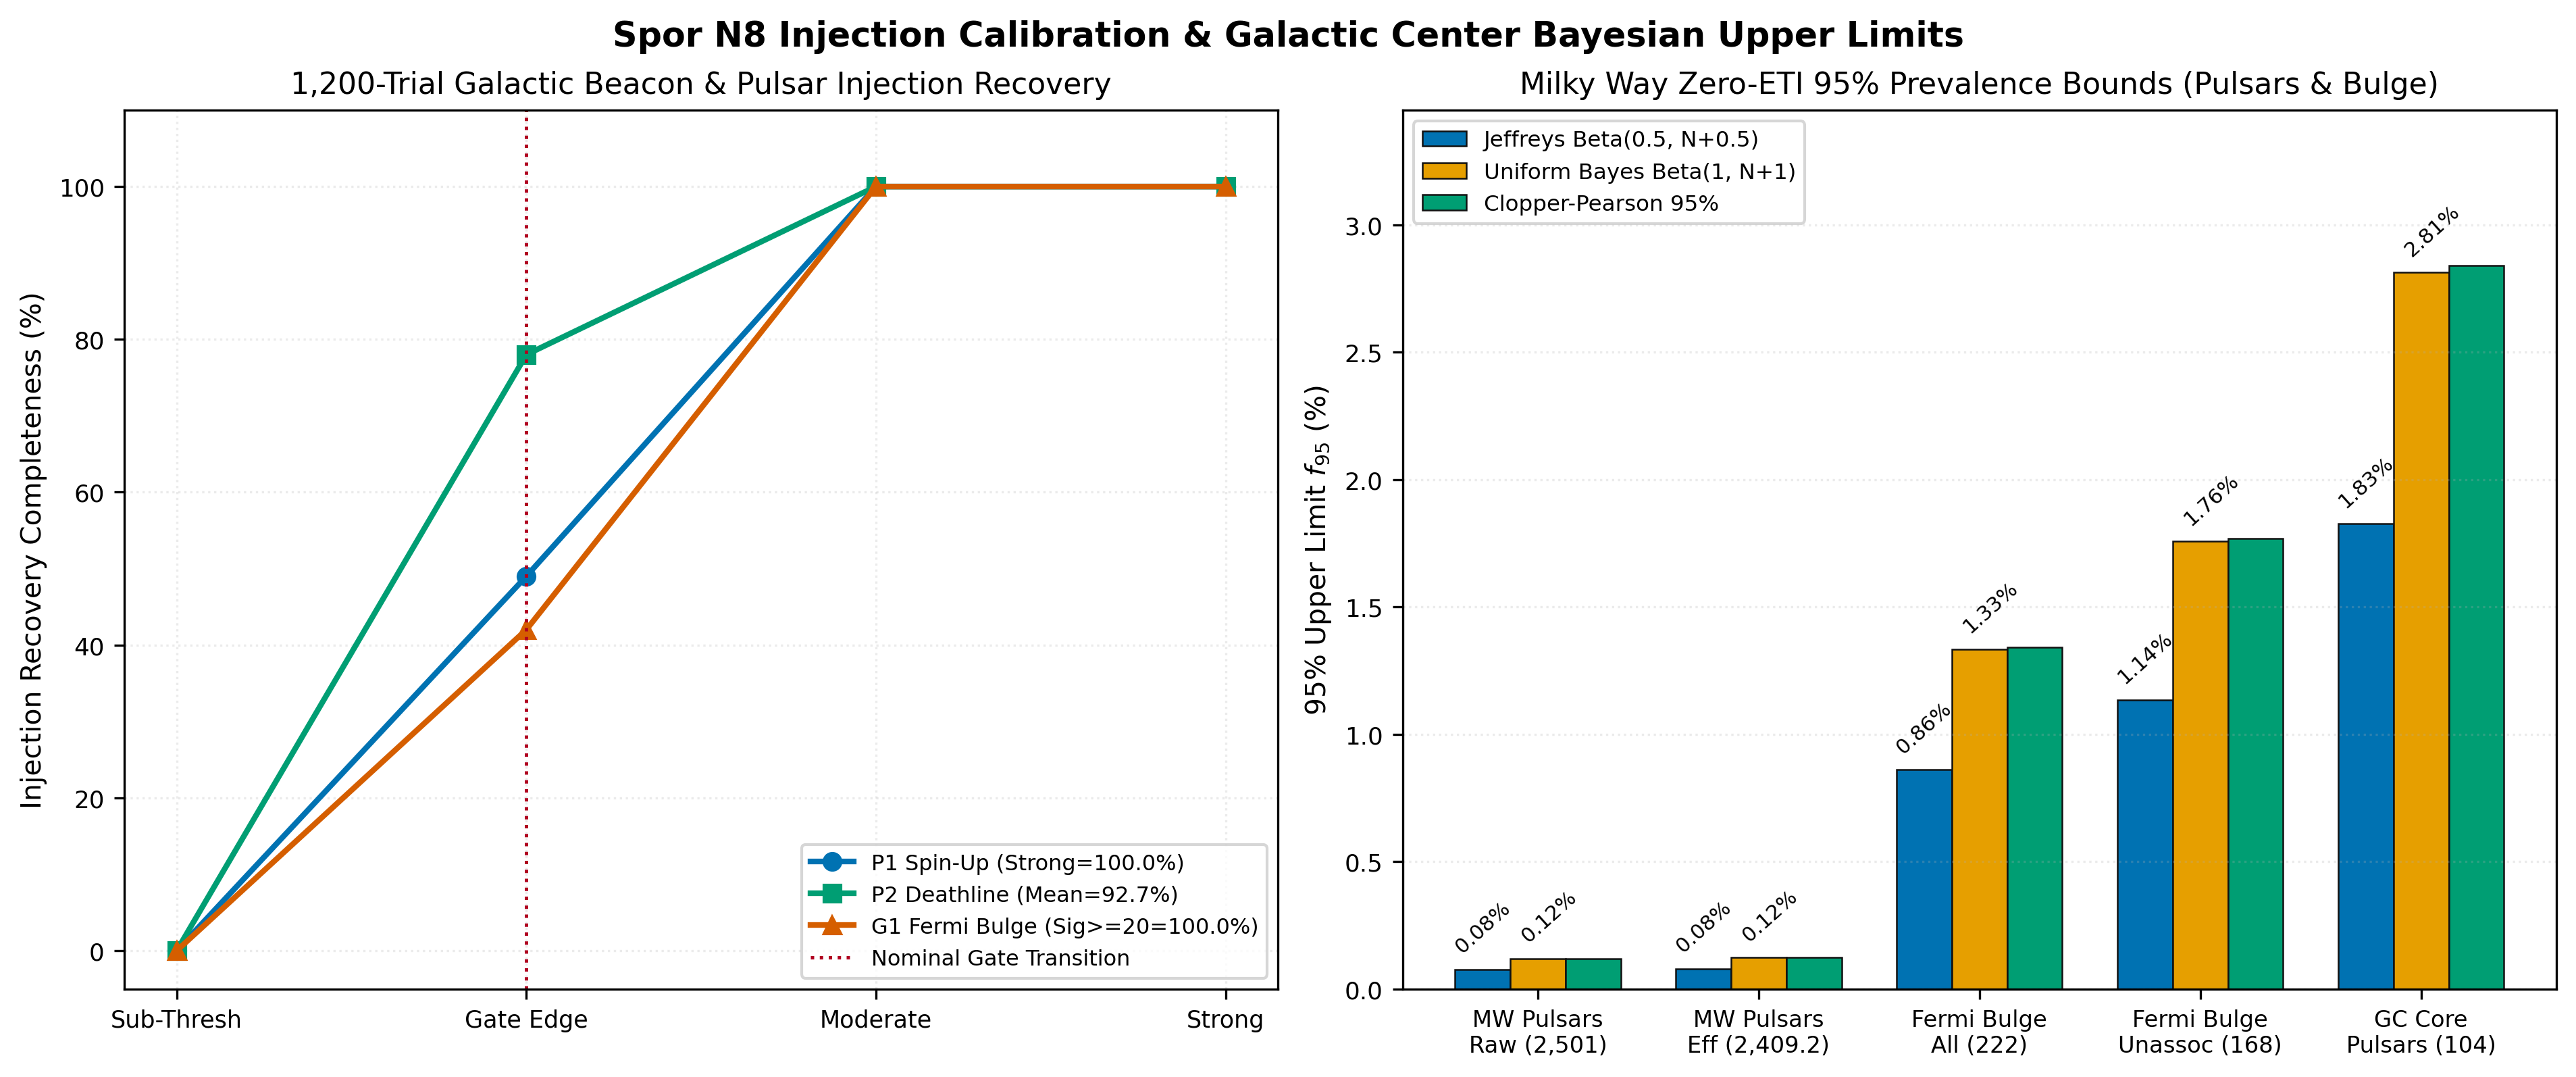 Spor N8 Injection Calibration & Galactic Center Bayesian Upper Limits
1,200-Trial Galactic Beacon & Pulsar Injection Recovery
Injection Recovery Completeness (%)
100
80
60
40
20
0
Sub-Thresh
Gate Edge
Moderate
Strong
P1 Spin-Up (Strong=100.0%)
P2 Deathline (Mean=92.7%)
G1 Fermi Bulge (Sig>=20=100.0%)
Nominal Gate Transition
Milky Way Zero-ETI 95% Prevalence Bounds (Pulsars & Bulge)
95% Upper Limit f95 (%)
3.0
2.5
2.0
1.5
1.0
0.5
0.0
Jeffreys Beta(0.5, N+0.5)
Uniform Bayes Beta(1, N+1)
Clopper-Pearson 95%
0.08%
0.12%
0.08%
0.12%
0.86%
1.33%
1.14%
1.76%
1.83%
2.81%
MW Pulsars
Raw (2,501)
MW Pulsars
Eff (2,409.2)
Fermi Bulge
All (222)
Fermi Bulge
Unassoc (168)
GC Core
Pulsars (104)